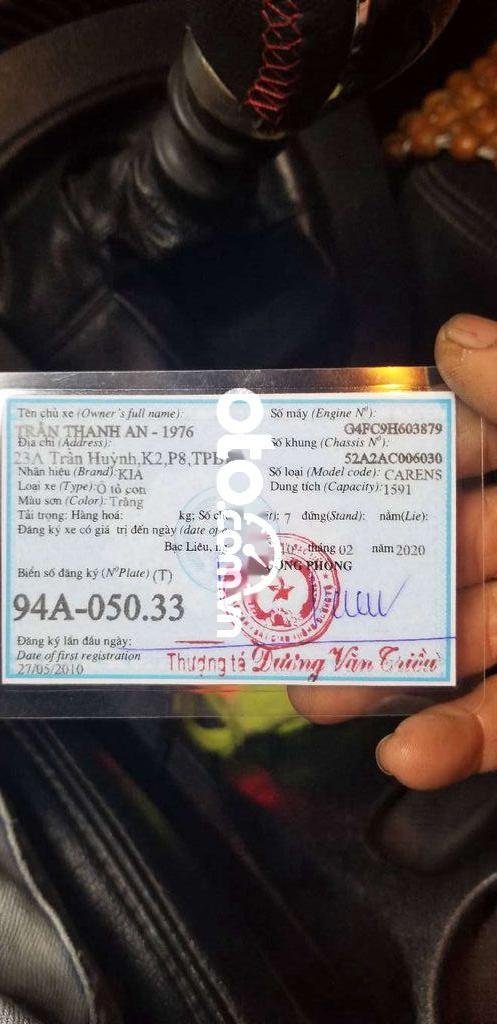 Tên chủ xe (Owner's full name):
TRẦN THANH AN - 1976
Địa chỉ (Address):
23A Trần Huỳnh,K2,P8,TPB
Nhãn hiệu (Brand): KIA
Loại xe (Type): Ô tô con
Màu sơn (Color): Trắng
Số máy (Engine Nº):
G4FC9H603879
Số khung (Chassis Nº):
52A2AC006030
Số loại (Model code): CARENS
Dung tích (Capacity): 1591
Tải trọng: Hàng hoá: kg; Số 7 đứng(Stand): nằm(Lie):
Đăng ký xe có giá trị đến ngày (date of
Bạc Liêu, 10 tháng 02 năm 2020
PHÒNG
Biển số đăng ký (Nº Plate) (T)
94A-050.33
Đăng ký lần đầu ngày:
Date of first registration
27/05/2010
Thượng tá Dương Văn Triều
oto.com.vn